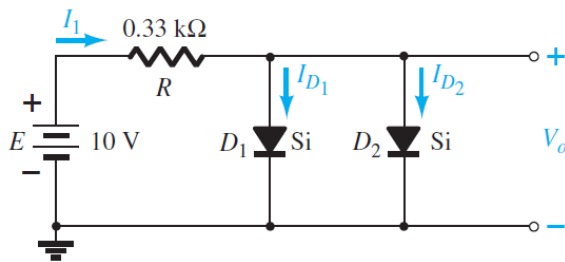 I1 0.33 kΩ
+
R ID1 ID2
+
E 10 V D1 Si D2 Si Vo
−
−